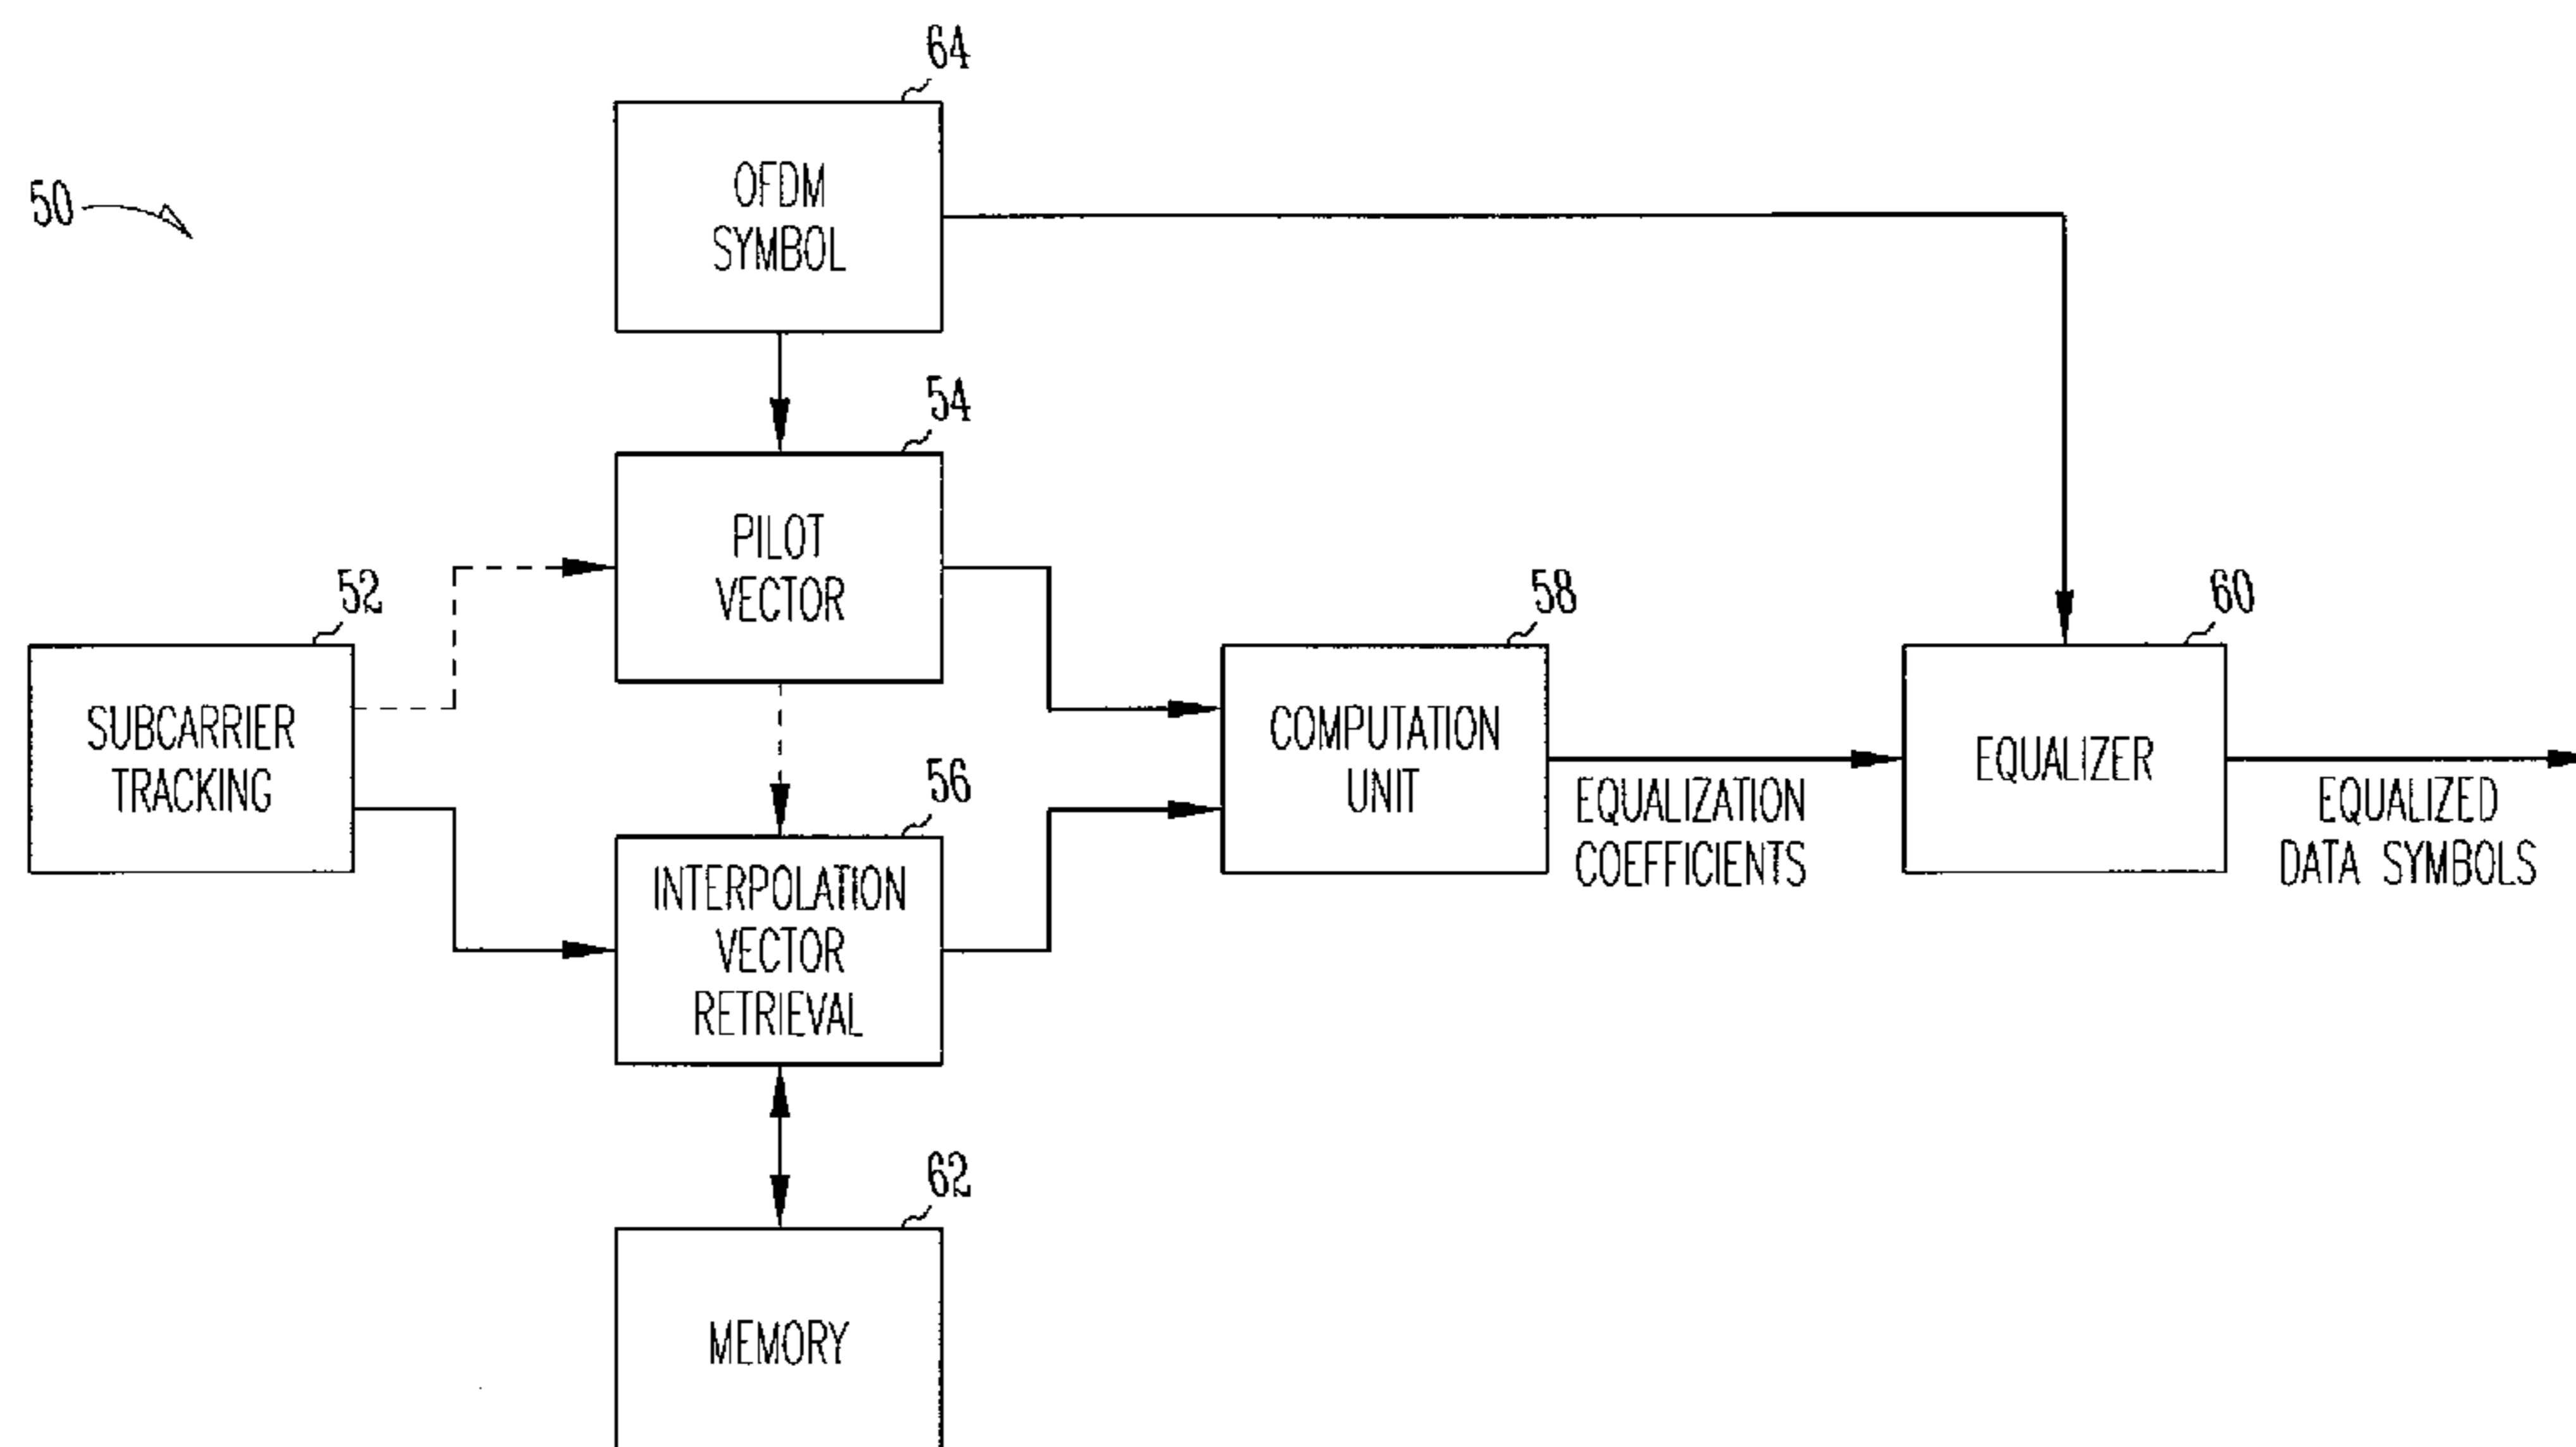 64
OFDM
SYMBOL
50
54
PILOT
VECTOR
52
SUBCARRIER
TRACKING
58
COMPUTATION
UNIT
60
EQUALIZER
EQUALIZATION
COEFFICIENTS
EQUALIZED
DATA SYMBOLS
56
INTERPOLATION
VECTOR
RETRIEVAL
62
MEMORY